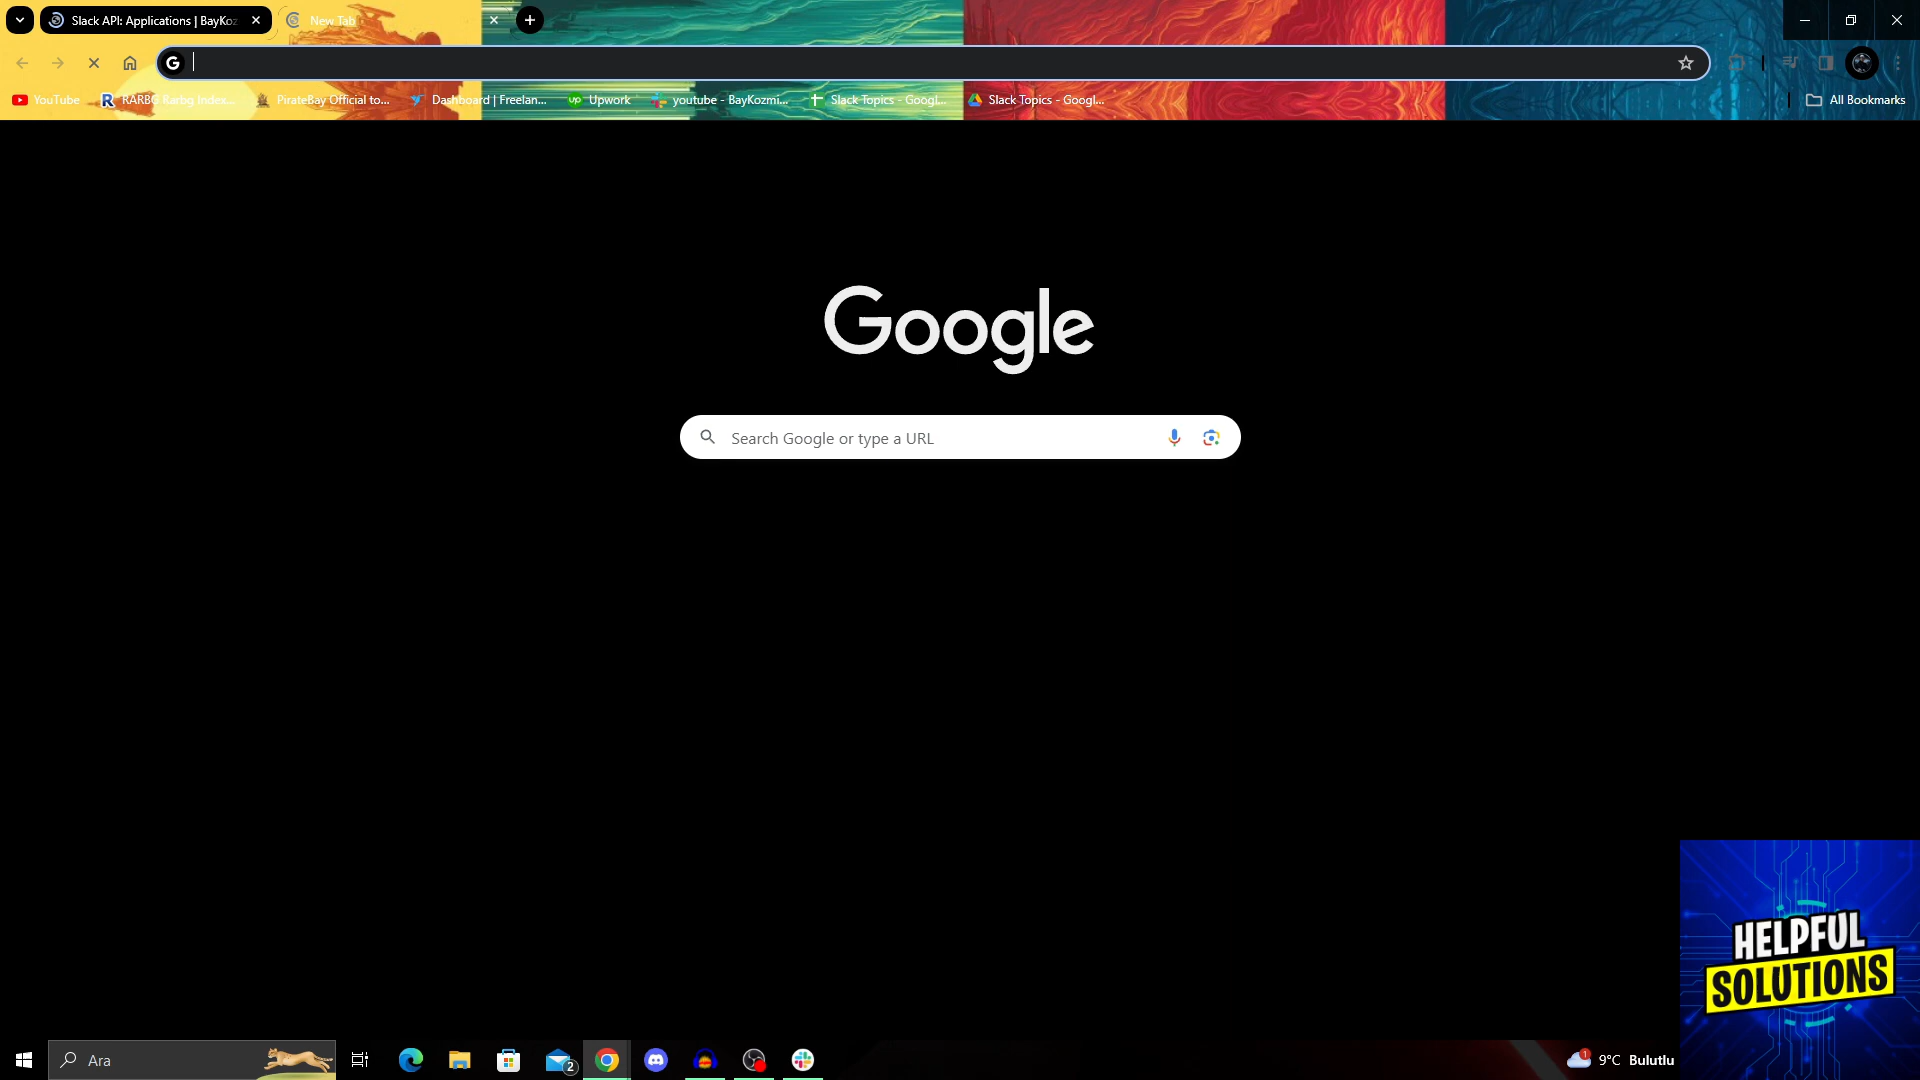 Slack API: Applications | BayKoz
New Tab
YouTube
RARBG Rarbg Index...
PirateBay Official to...
Dashboard | Freelan...
Upwork
youtube - BayKozmi...
Slack Topics - Googl...
Slack Topics - Googl...
All Bookmarks
Google
Search Google or type a URL
HELPFUL
SOLUTIONS
Ara
2
1
9°C Bulutlu